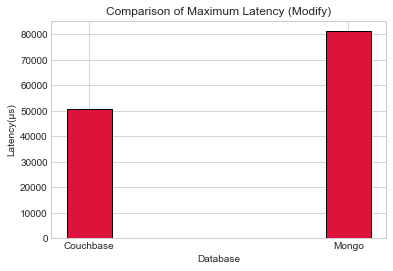 Comparison of Maximum Latency (Modify)
80000
70000
60000
50000
40000
30000
20000
10000
0
Latency(μs)
Couchbase
Mongo
Database